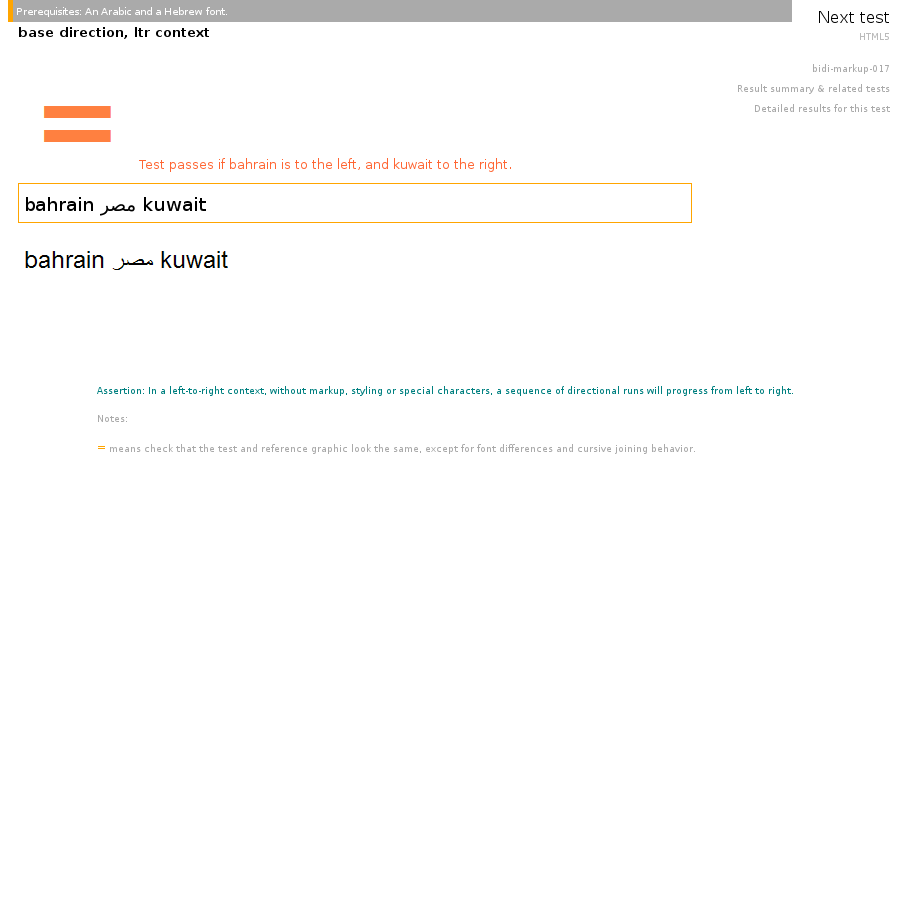 Prerequisites: An Arabic and a Hebrew font.
Next test
base direction, ltr context
HTML5
bidi-markup-017
Result summary & related tests
Detailed results for this test
Test passes if bahrain is to the left, and kuwait to the right.
bahrain مصر kuwait
bahrain مصر kuwait
Assertion: In a left-to-right context, without markup, styling or special characters, a sequence of directional runs will progress from left to right.
Notes:
= means check that the test and reference graphic look the same, except for font differences and cursive joining behavior.